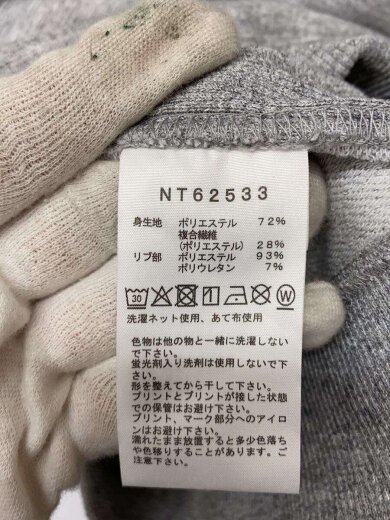 NT62533
身生地 ポリエステル 72%
複合繊維
(ポリエステル) 28%
リブ部 ポリエステル 93%
ポリウレタン 7%
30 W
洗濯ネット使用、あて布使用
色物は他の物と一緒に洗濯しない
で下さい。
蛍光剤入り洗剤は使用しないで下
さい。
形を整えてから干して下さい。
プリントとプリントが接した状態
での保管はお避け下さい。
プリント、マーク部分へのアイロ
ンはお避け下さい。
濡れたまま放置すると多少色落ち
や色移りすることがあります。ご
注意下さい。